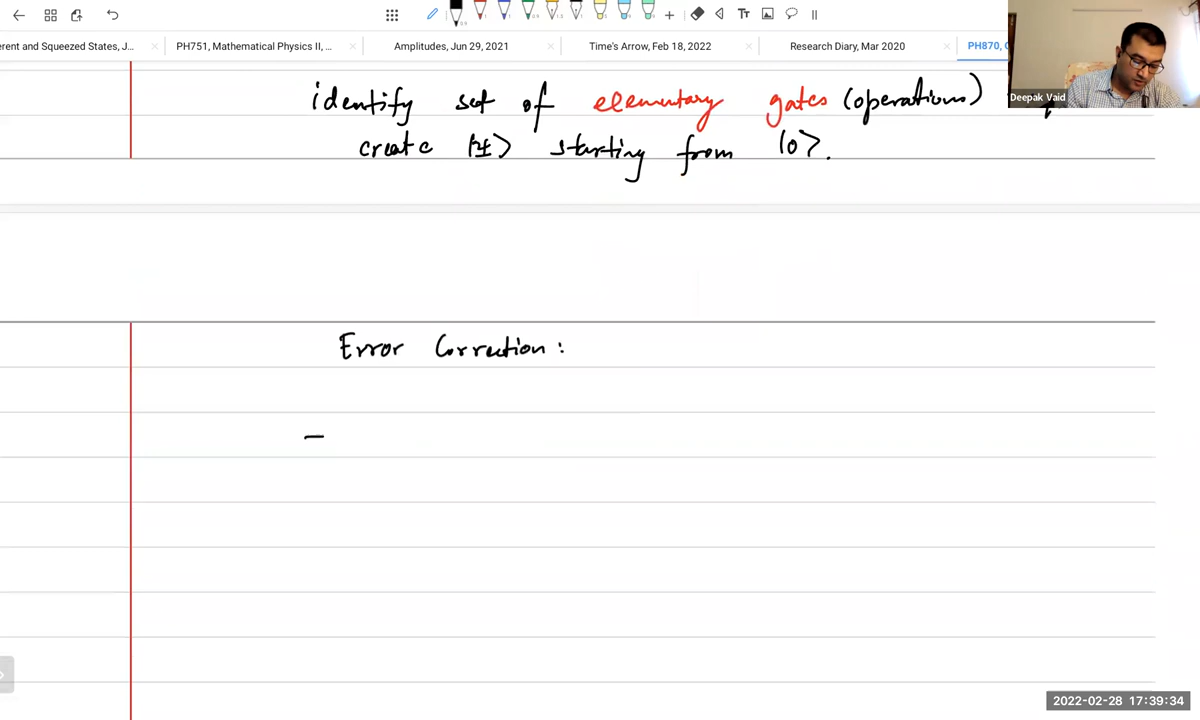 rent and Squeezed States, J... PH751, Mathematical Physics II, ... Amplitudes, Jun 29, 2021 Time's Arrow, Feb 18, 2022 Research Diary, Mar 2020 PH870,
Deepak Vaid
identify set of elementary gates (operations)
create starting from |0>.
Error Correction:
—
2022-02-28 17:39:34